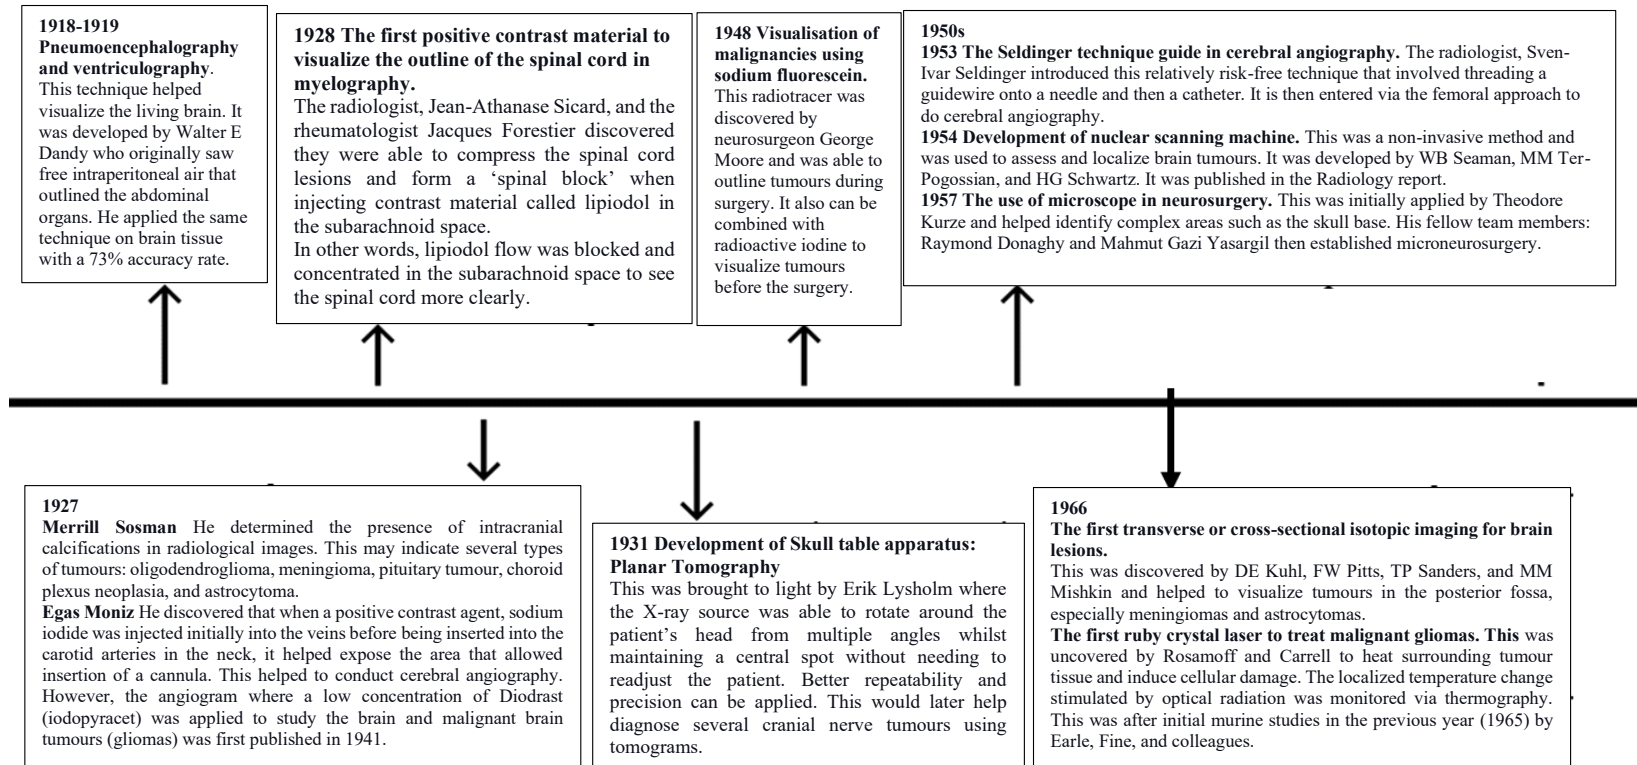 1918-1919
Pneumoencephalography
and ventriculography.
This technique helped
visualize the living brain. It
was developed by Walter E
Dandy who originally saw
free intraperitoneal air that
outlined the abdominal
organs. He applied the same
technique on brain tissue
with a 73% accuracy rate.
1928 The first positive contrast material to
visualize the outline of the spinal cord in
myelography.
The radiologist, Jean-Athanase Sicard, and the
rheumatologist Jacques Forestier discovered
they were able to compress the spinal cord
lesions and form a ‘spinal block’ when
injecting contrast material called lipiodol in
the subarachnoid space.
In other words, lipiodol flow was blocked and
concentrated in the subarachnoid space to see
the spinal cord more clearly.
1948 Visualisation of
malignancies using
sodium fluorescein.
This radiotracer was
discovered by
neurosurgeon George
Moore and was able to
outline tumours during
surgery. It also can be
combined with
radioactive iodine to
visualize tumours
before the surgery.
1950s
1953 The Seldinger technique guide in cerebral angiography. The radiologist, Sven-
Ivar Seldinger introduced this relatively risk-free technique that involved threading a
guidewire onto a needle and then a catheter. It is then entered via the femoral approach to
do cerebral angiography.
1954 Development of nuclear scanning machine. This was a non-invasive method and
was used to assess and localize brain tumours. It was developed by WB Seaman, MM Ter-
Pogossian, and HG Schwartz. It was published in the Radiology report.
1957 The use of microscope in neurosurgery. This was initially applied by Theodore
Kurze and helped identify complex areas such as the skull base. His fellow team members:
Raymond Donaghy and Mahmut Gazi Yasargil then established microneurosurgery.
1927
Merrill Sosman He determined the presence of intracranial
calcifications in radiological images. This may indicate several types
of tumours: oligodendroglioma, meningioma, pituitary tumour, choroid
plexus neoplasia, and astrocytoma.
Egas Moniz He discovered that when a positive contrast agent, sodium
iodide was injected initially into the veins before being inserted into the
carotid arteries in the neck, it helped expose the area that allowed
insertion of a cannula. This helped to conduct cerebral angiography.
However, the angiogram where a low concentration of Diodrast
(iodopyracet) was applied to study the brain and malignant brain
tumours (gliomas) was first published in 1941.
1931 Development of Skull table apparatus:
Planar Tomography
This was brought to light by Erik Lysholm where
the X-ray source was able to rotate around the
patient’s head from multiple angles whilst
maintaining a central spot without needing to
readjust the patient. Better repeatability and
precision can be applied. This would later help
diagnose several cranial nerve tumours using
tomograms.
1966
The first transverse or cross-sectional isotopic imaging for brain
lesions.
This was discovered by DE Kuhl, FW Pitts, TP Sanders, and MM
Mishkin and helped to visualize tumours in the posterior fossa,
especially meningiomas and astrocytomas.
The first ruby crystal laser to treat malignant gliomas. This was
uncovered by Rosamoff and Carrell to heat surrounding tumour
tissue and induce cellular damage. The localized temperature change
stimulated by optical radiation was monitored via thermography.
This was after initial murine studies in the previous year (1965) by
Earle, Fine, and colleagues.